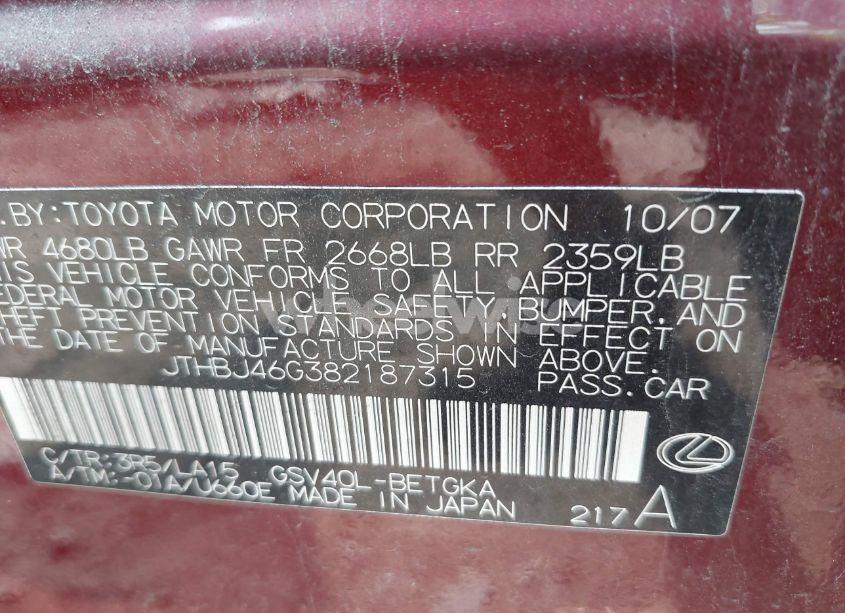 .BY:TOYOTA MOTOR CORPORATION 10/07
WR 4680LB GAWR FR 2668LB RR 2359LB
IS VEHICLE CONFORMS TO ALL APPLICABLE
EDERAL MOTOR VEHICLE SAFETY, BUMPER, AND
HEFT PREVENTION STANDARDS IN EFFECT ON
THE DATE OF MANUFACTURE SHOWN ABOVE.
JTHBJ46G382187315 PASS.CAR
C/TR:3R5/LA15 GSV40L-BETGKA
A/TM:-01A/U660E MADE IN JAPAN 217 A